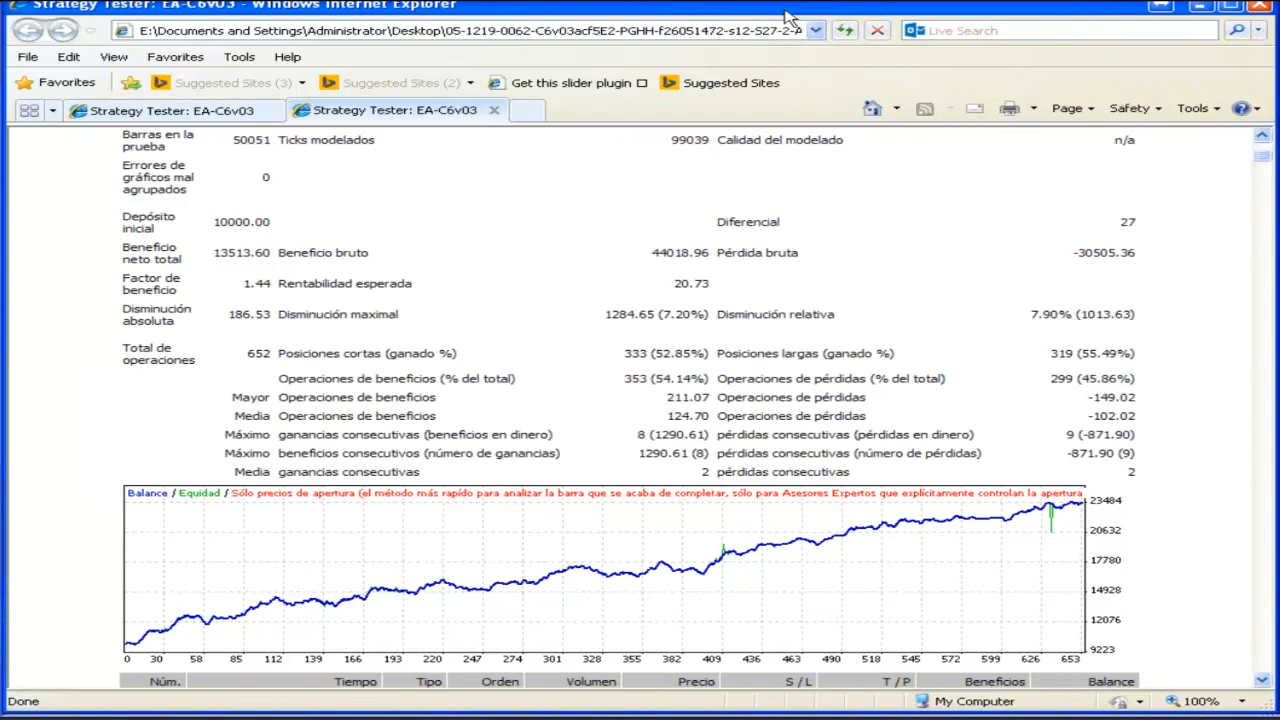 Strategy Tester: EA-C6v03 - Windows Internet Explorer
E:\Documents and Settings\Administrator\Desktop\05-1219-0062-C6v03acf5E2-PGHH-f26051472-s12-S27-2-A
Live Search
File Edit View Favorites Tools Help
Favorites Suggested Sites (3) Suggested Sites (2) Get this slider plugin Suggested Sites
Strategy Tester: EA-C6v03 Strategy Tester: EA-C6v03 Page Safety Tools
Barras en la prueba 50051 Ticks modelados 99039 Calidad del modelado n/a
Errores de gráficos mal agrupados 0
Depósito inicial 10000.00 Diferencial 27
Beneficio neto total 13513.60 Beneficio bruto 44018.96 Pérdida bruta -30505.36
Factor de beneficio 1.44 Rentabilidad esperada 20.73
Disminución absoluta 186.53 Disminución maximal 1284.65 (7.20%) Disminución relativa 7.90% (1013.63)
Total de operaciones 652 Posiciones cortas (ganado %) 333 (52.85%) Posiciones largas (ganado %) 319 (55.49%)
Operaciones de beneficios (% del total) 353 (54.14%) Operaciones de pérdidas (% del total) 299 (45.86%)
Mayor Operaciones de beneficios 211.07 Operaciones de pérdidas -149.02
Media Operaciones de beneficios 124.70 Operaciones de pérdidas -102.02
Máximo ganancias consecutivas (beneficios en dinero) 8 (1290.61) pérdidas consecutivas (pérdidas en dinero) 9 (-871.90)
Máximo beneficios consecutivos (número de ganancias) 1290.61 (8) pérdidas consecutivas (número de pérdidas) -871.90 (9)
Media ganancias consecutivas 2 pérdidas consecutivas 2
Balance / Equidad / Sólo precios de apertura (el método más rápido para analizar la barra que se acaba de completar, sólo para Asesores Expertos que explícitamente controlan la apertura
23484
20632
17780
14928
12076
9223
0 30 58 85 112 139 166 193 220 247 274 301 328 355 382 409 436 463 490 518 545 572 599 626 653
Núm. Tiempo Tipo Orden Volumen Precio S / L T / P Beneficios Balance
Done My Computer 100%